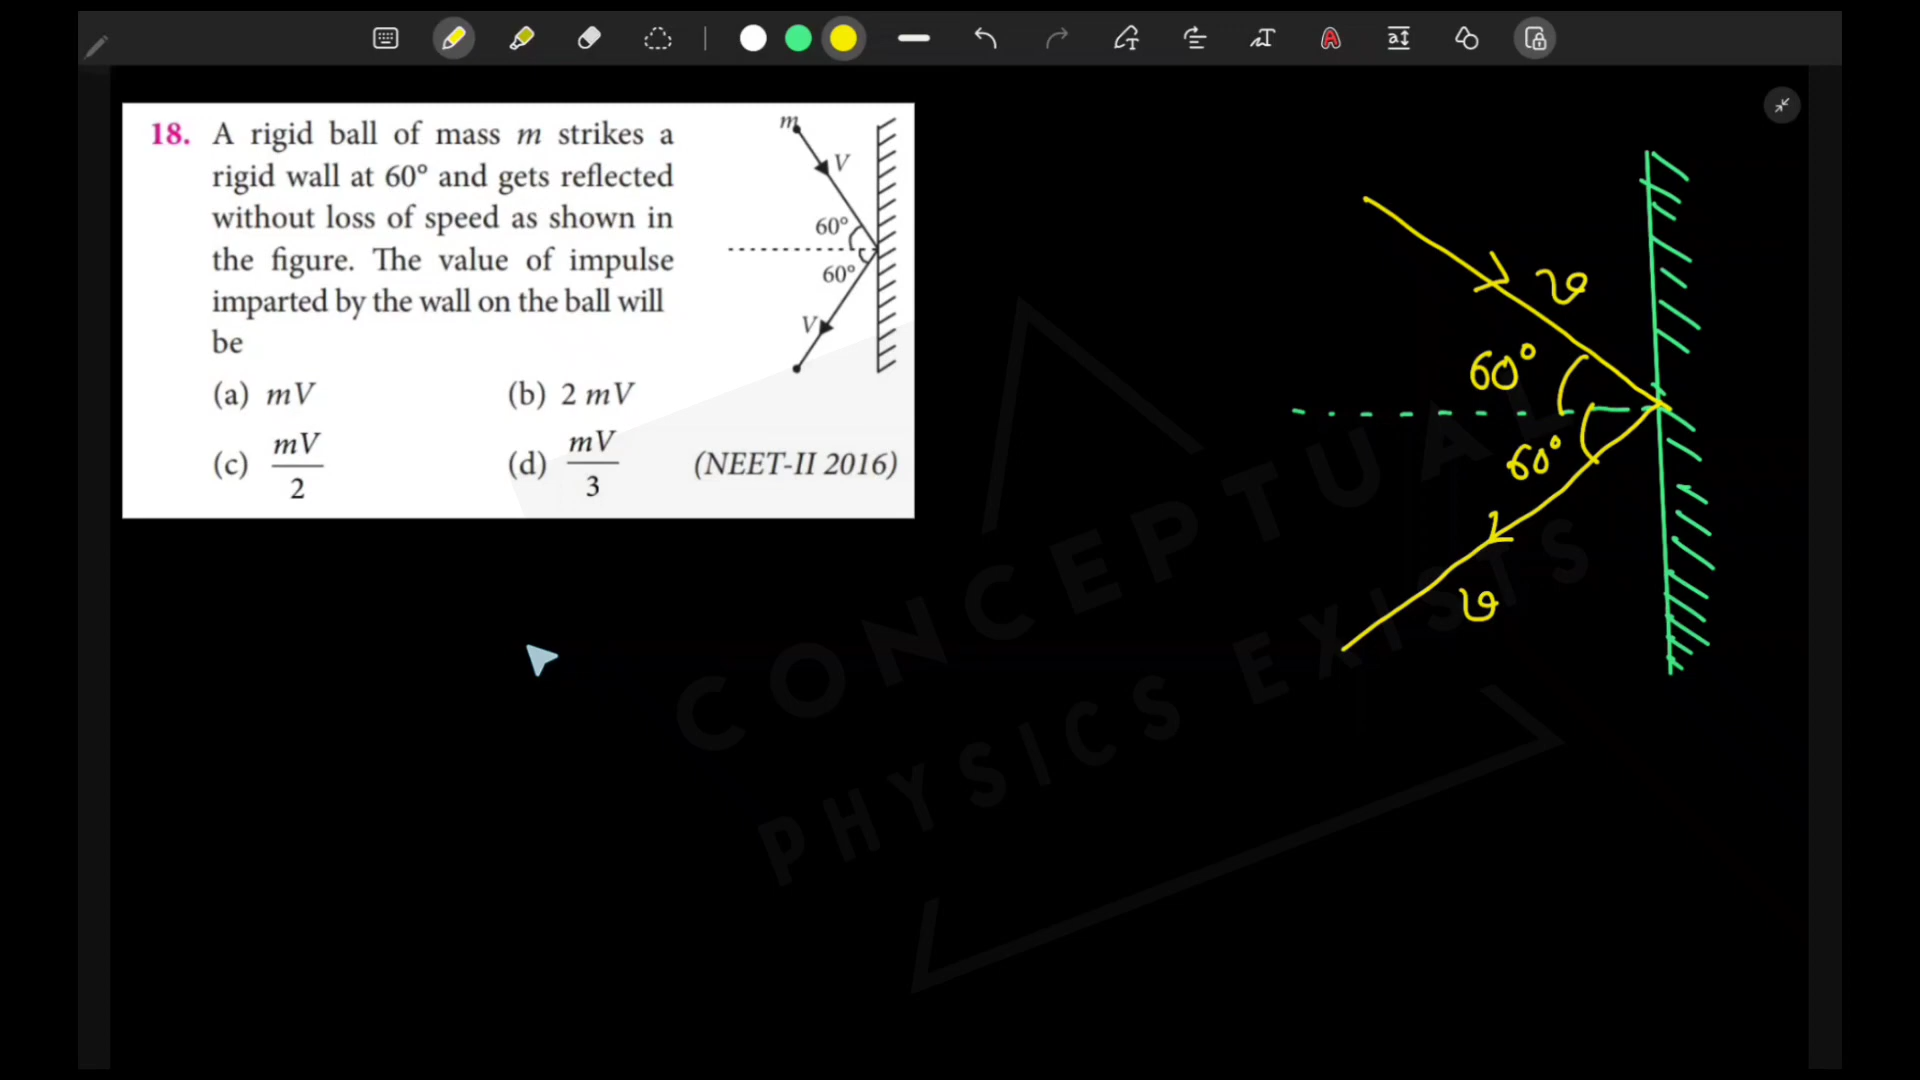 18. A rigid ball of mass m strikes a
rigid wall at 60° and gets reflected
without loss of speed as shown in
the figure. The value of impulse
imparted by the wall on the ball will
be
(a) mV (b) 2 mV
(c) mV/2 (d) mV/3 (NEET-II 2016)
m
V
60°
60°
V
v
60°
60°
v
CONCEPTUAL
PHYSICS EXISTS